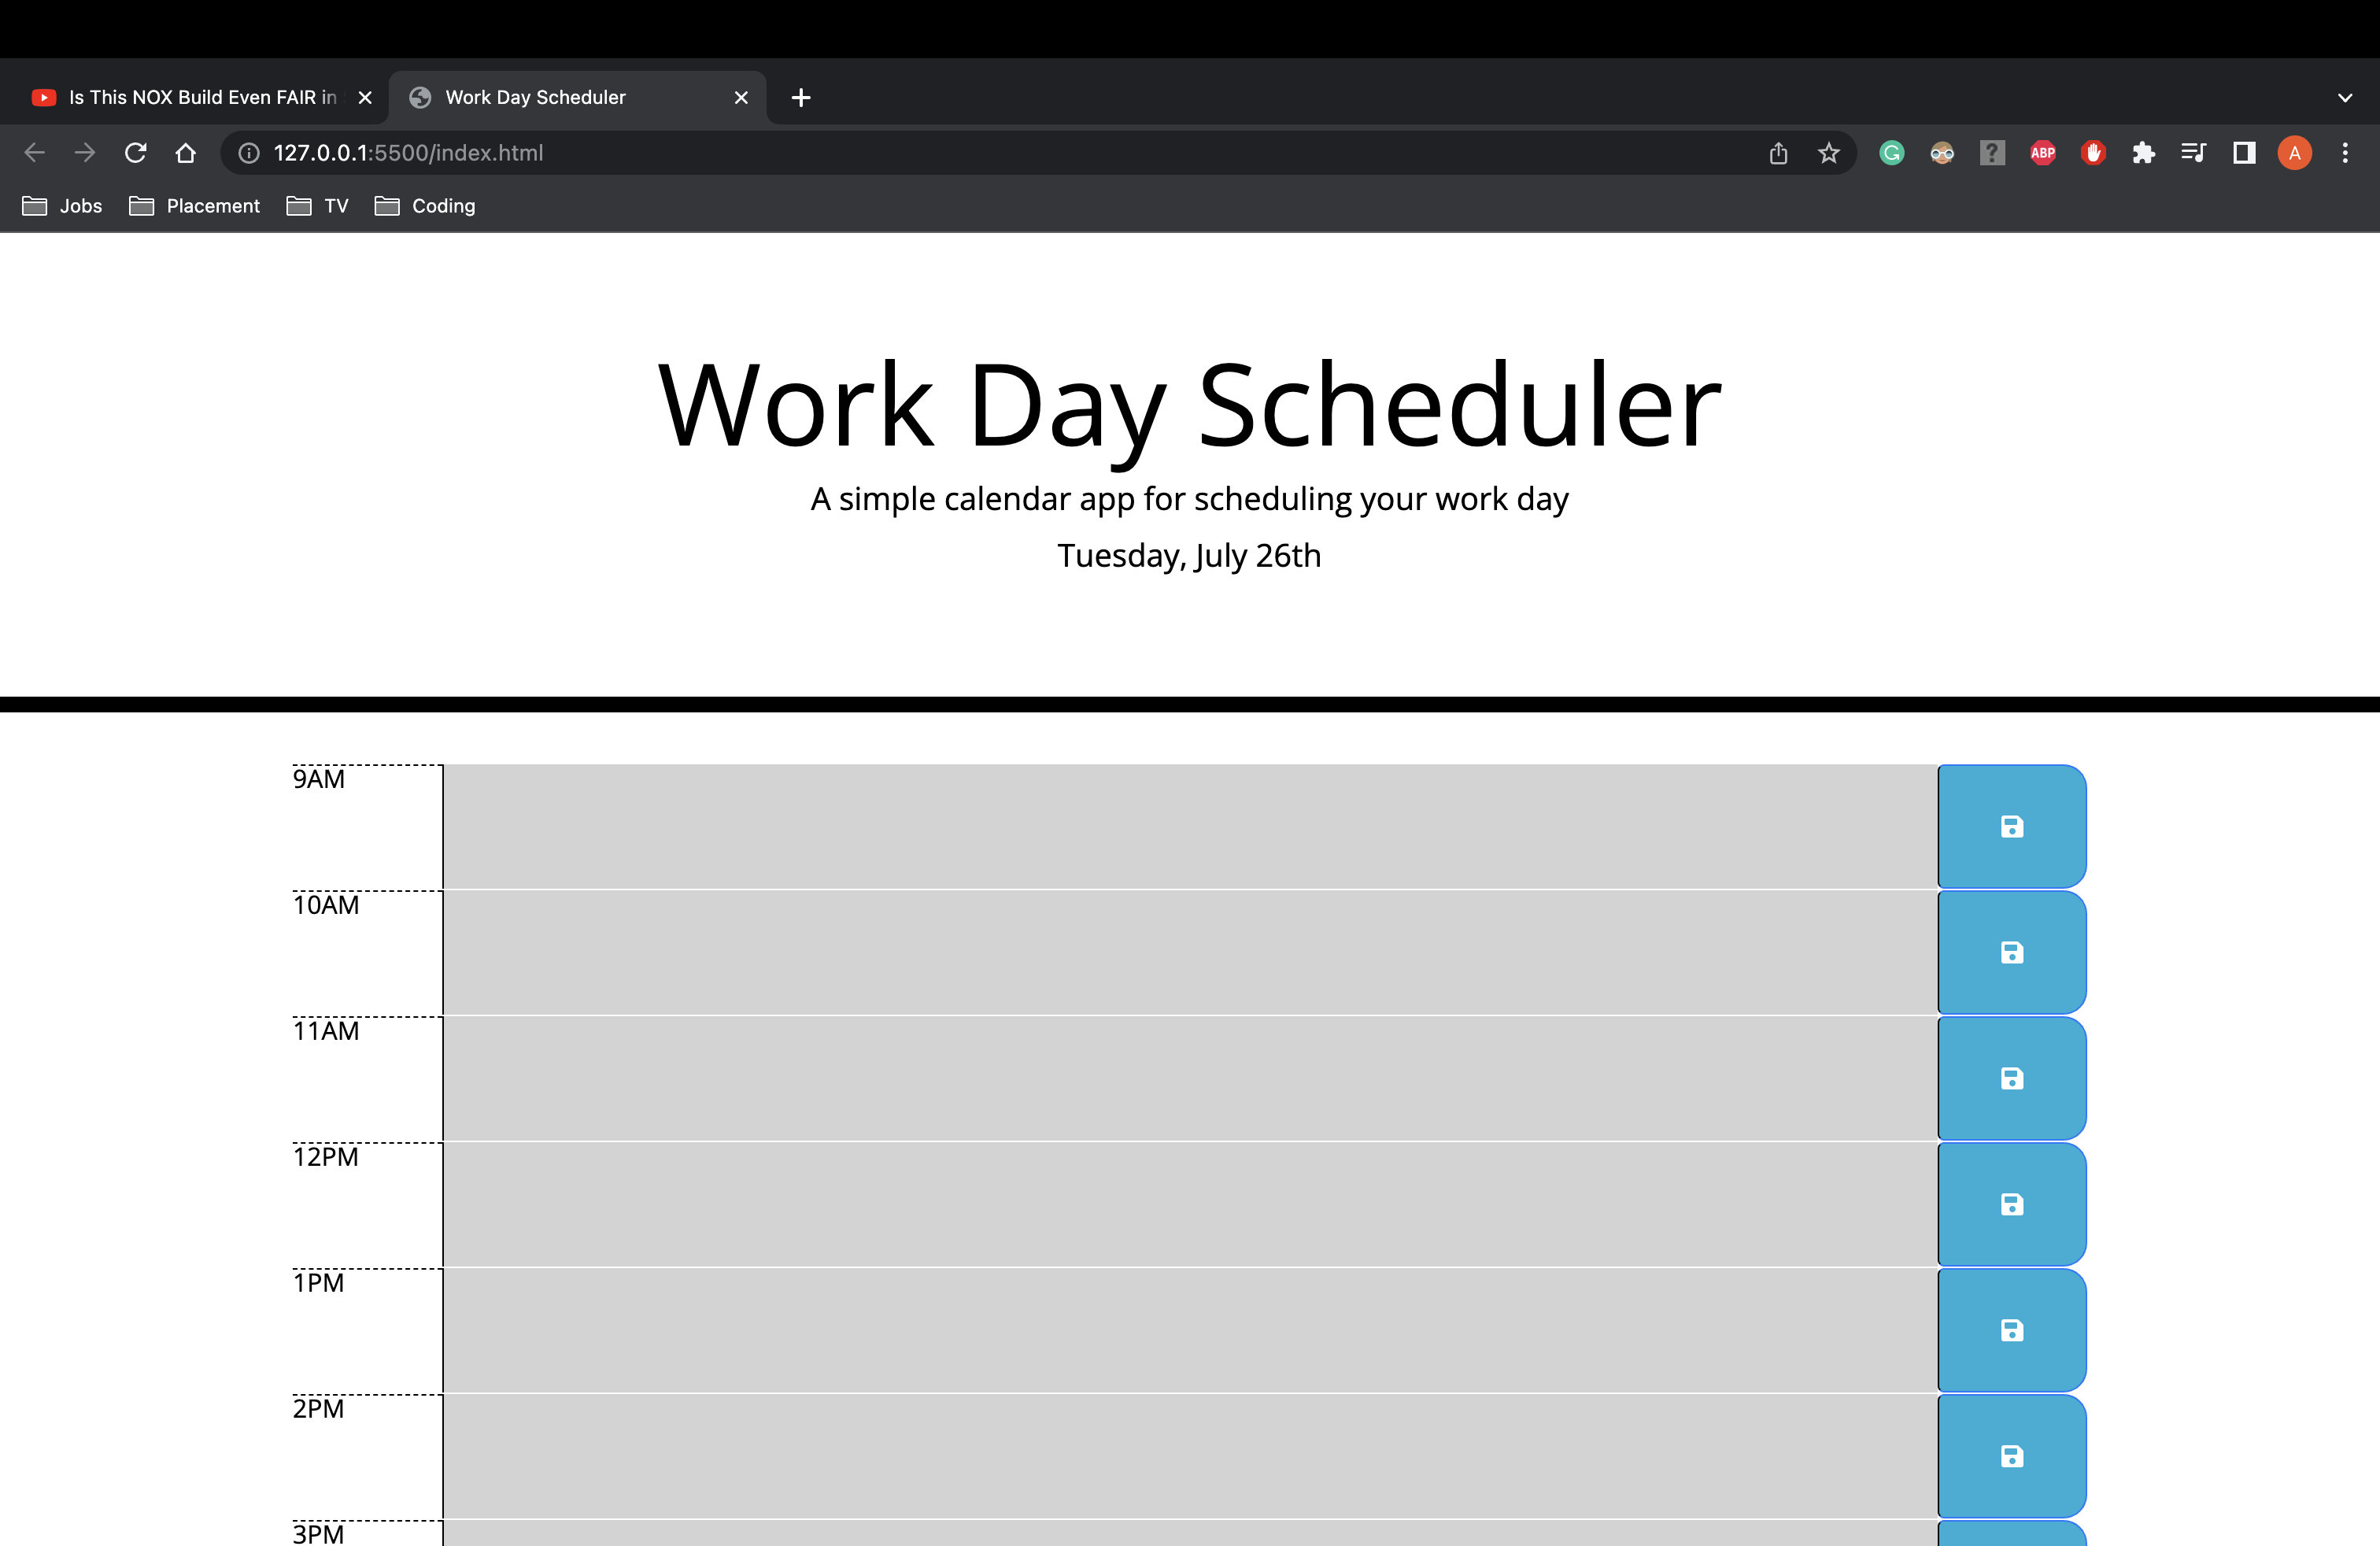 Is This NOX Build Even FAIR in
Work Day Scheduler
127.0.0.1:5500/index.html
ABP
A
Jobs
Placement
TV
Coding
Work Day Scheduler
A simple calendar app for scheduling your work day
Tuesday, July 26th
9AM
10AM
11AM
12PM
1PM
2PM
3PM